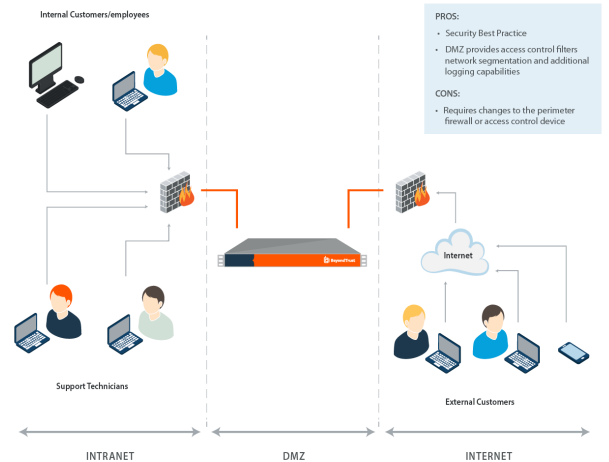 Internal Customers/employees
PROS:
• Security Best Practice
• DMZ provides access control filters
network segmentation and additional
logging capabilities
CONS:
• Requires changes to the perimeter
firewall or access control device
BeyondTrust
Internet
Support Technicians
External Customers
INTRANET
DMZ
INTERNET